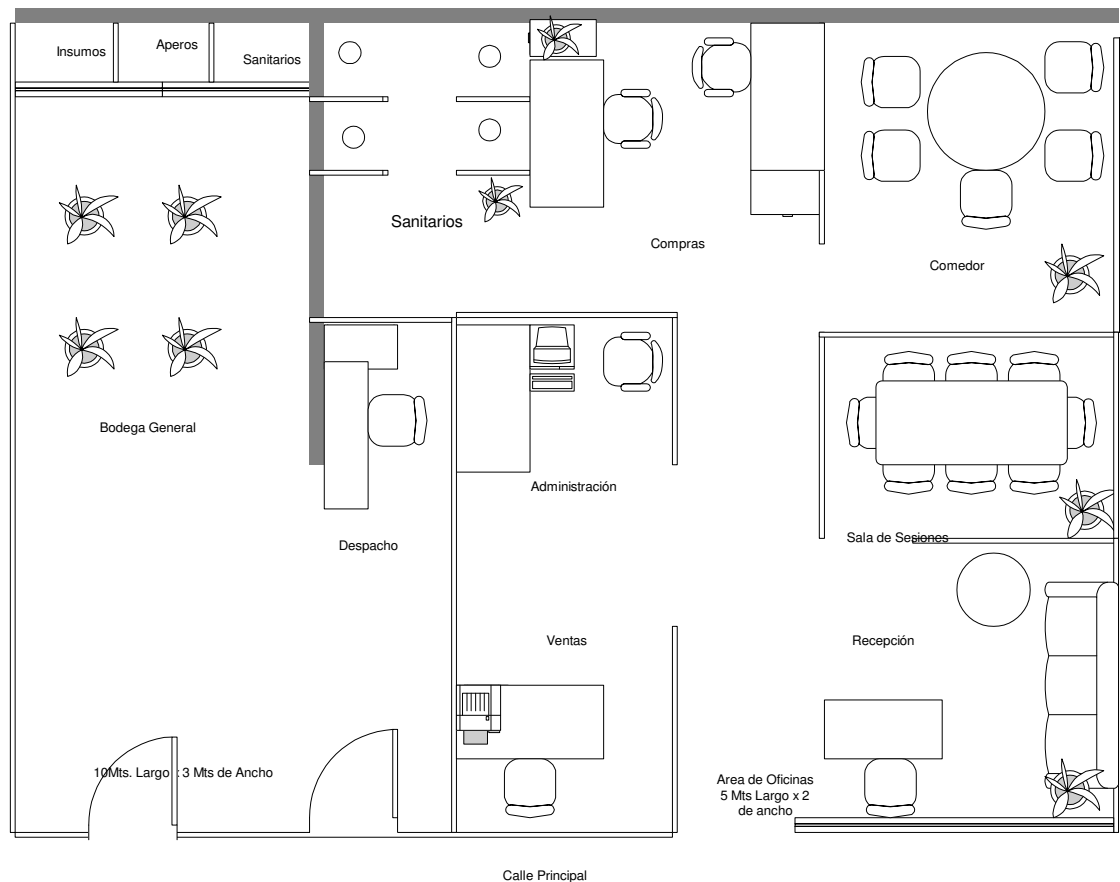 Insumos
Aperos
Sanitarios
Sanitarios
Compras
Comedor
Bodega General
Administración
Despacho
Sala de Sesiones
Ventas
Recepción
10Mts. Largo x 3 Mts de Ancho
Area de Oficinas
5 Mts Largo x 2
de ancho
Calle Principal